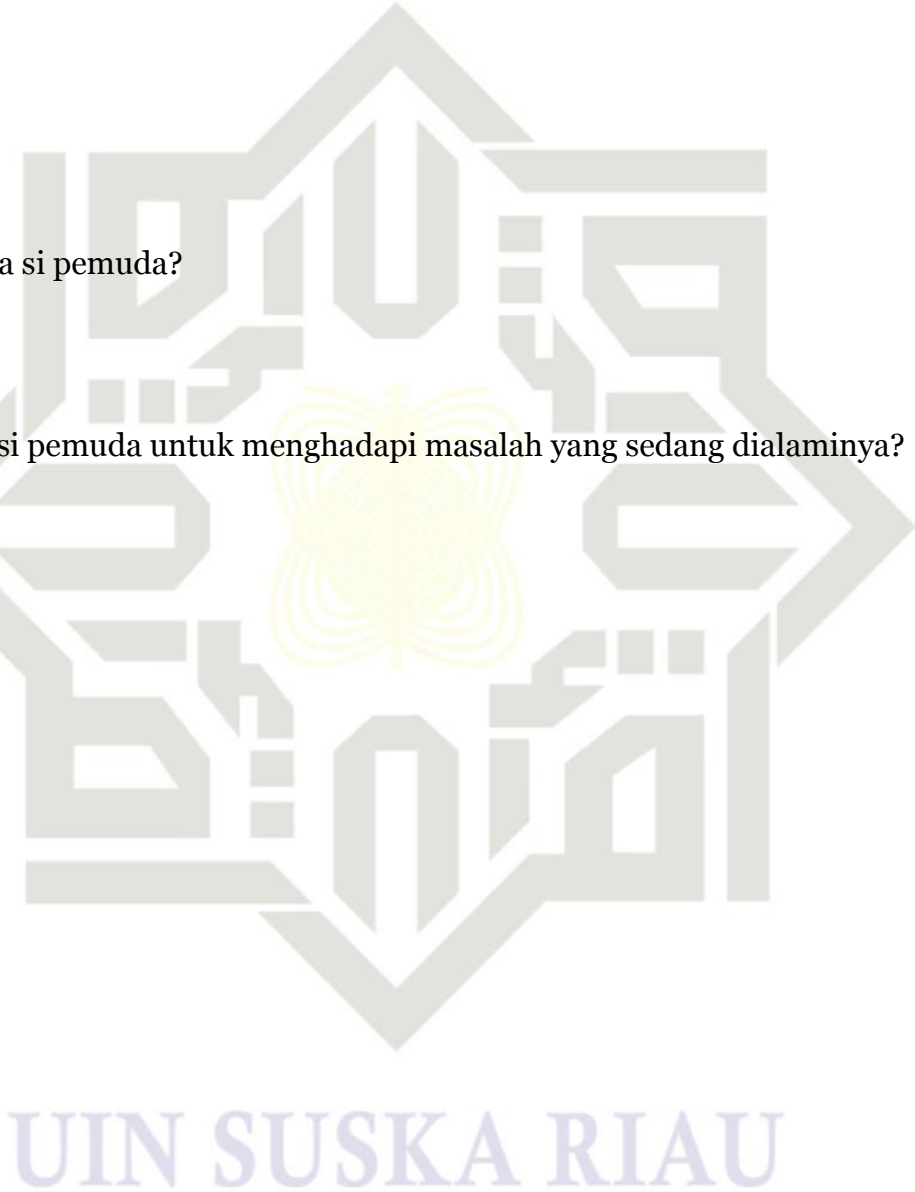 a si pemuda?
si pemuda untuk menghadapi masalah yang sedang dialaminya?
UIN SUSKA RIAU